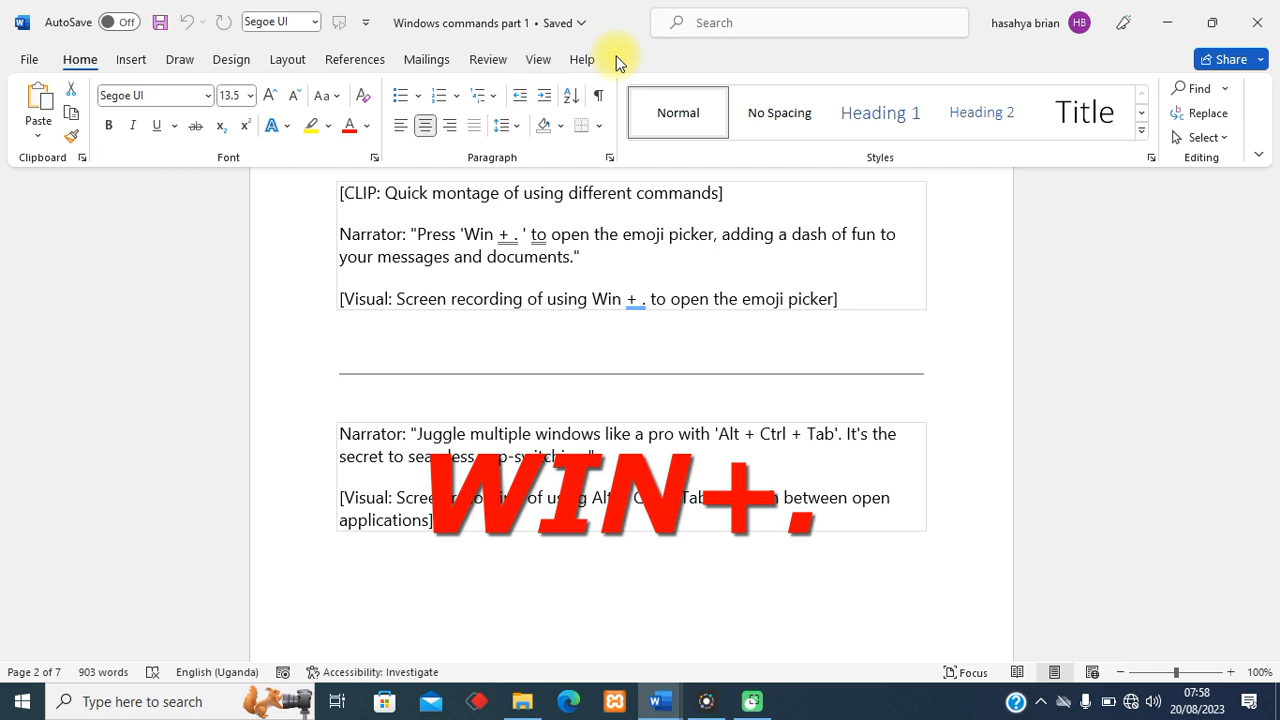 AutoSave Off Segoe UI Windows commands part 1 • Saved Search hasahya brian HB
File Home Insert Draw Design Layout References Mailings Review View Help Share
Paste Segoe UI 13.5 Normal No Spacing Heading 1 Heading 2 Title Find Replace Select
Clipboard Font Paragraph Styles Editing
[CLIP: Quick montage of using different commands]
Narrator: "Press 'Win + . ' to open the emoji picker, adding a dash of fun to
your messages and documents."
[Visual: Screen recording of using Win + . to open the emoji picker]
Narrator: "Juggle multiple windows like a pro with 'Alt + Ctrl + Tab'. It's the
secret to
WIN+.
[Visual: of using between open
applications]
Page 2 of 7 903 words English (Uganda) Accessibility: Investigate Focus 100%
Type here to search 07:58
20/08/2023